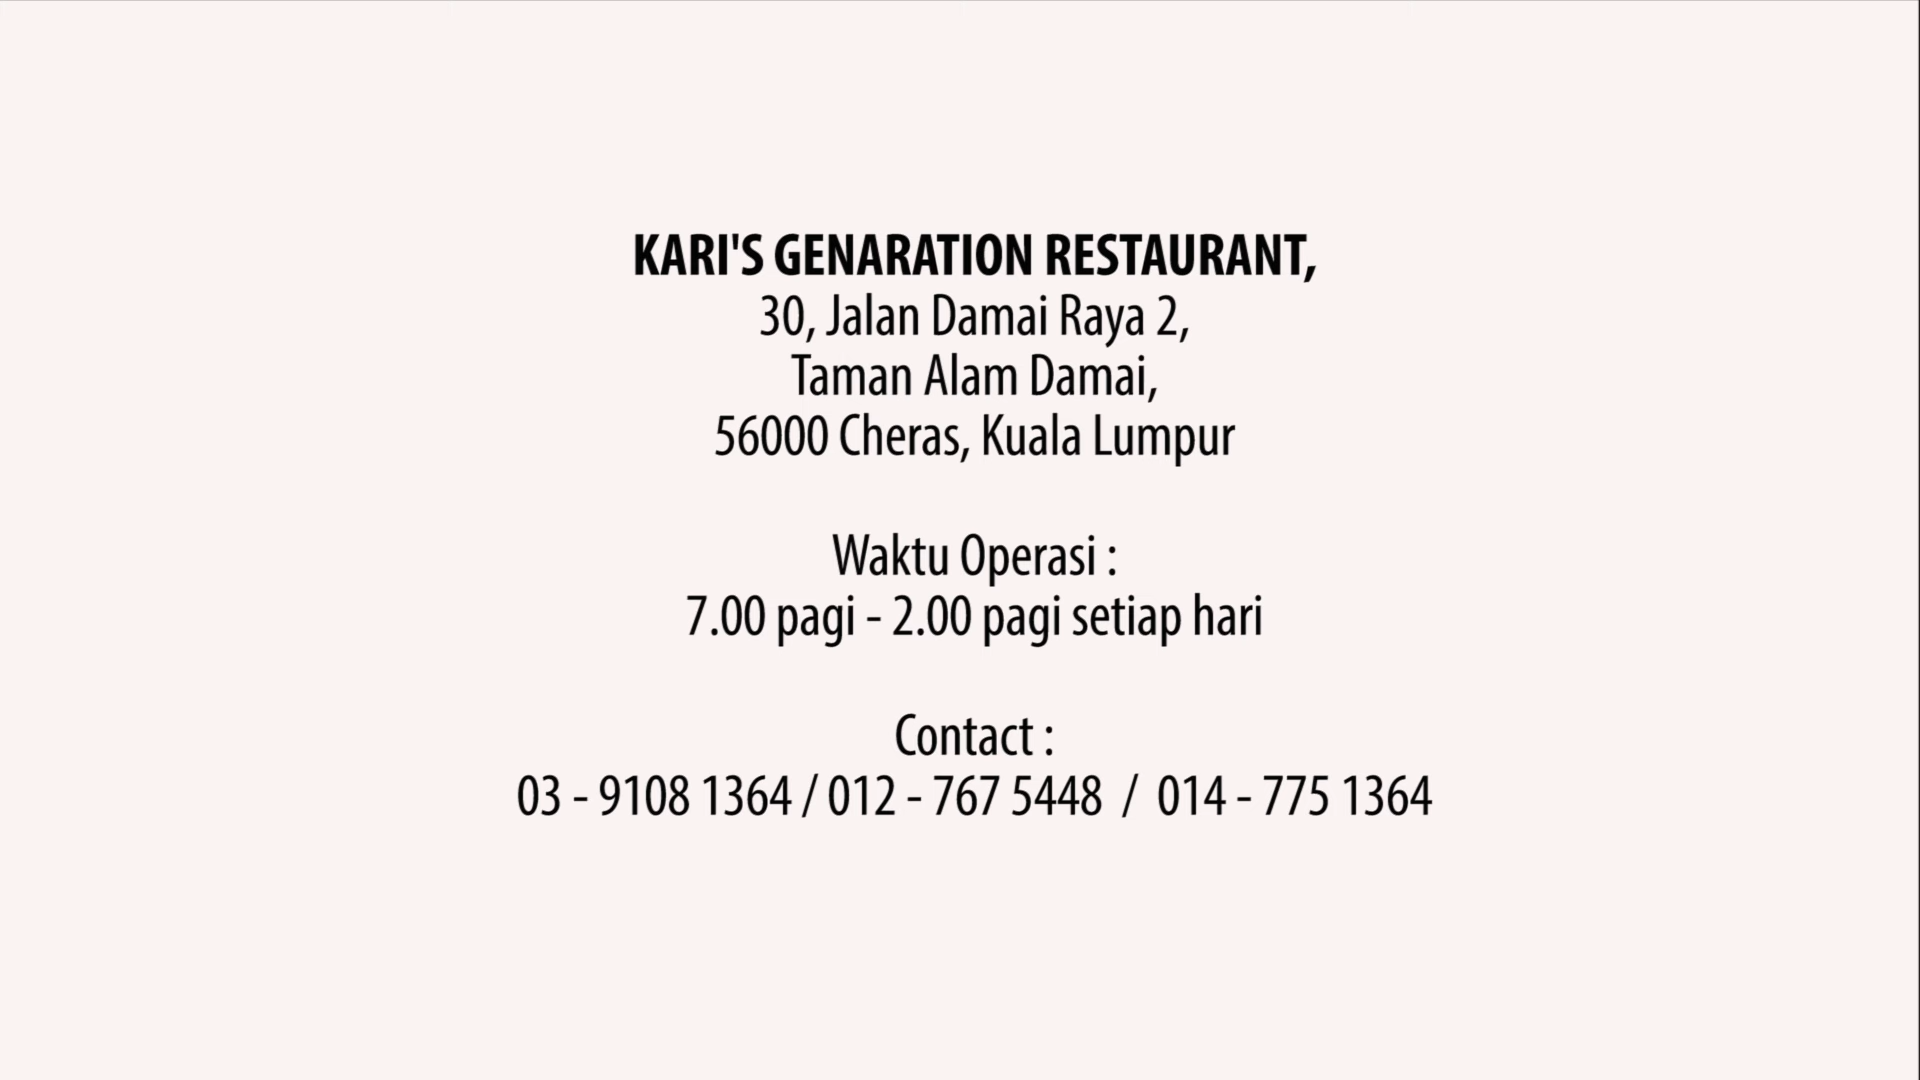 KARI'S GENARATION RESTAURANT,
30, Jalan Damai Raya 2,
Taman Alam Damai,
56000 Cheras, Kuala Lumpur
Waktu Operasi :
7.00 pagi - 2.00 pagi setiap hari
Contact :
03 - 9108 1364 / 012 - 767 5448 / 014 - 775 1364